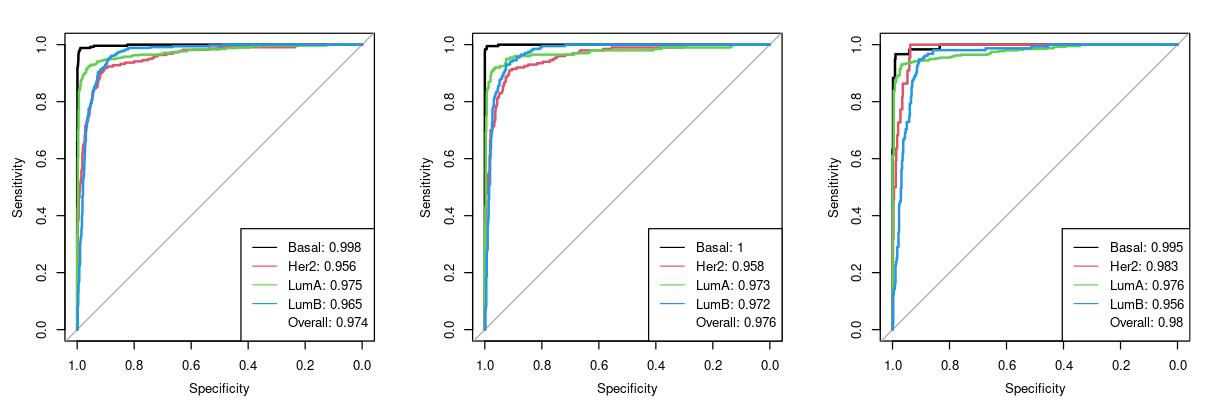 Sensitivity
1.0
0.8
0.6
0.4
0.2
0.0
Basal: 0.998
Her2: 0.956
LumA: 0.975
LumB: 0.965
Overall: 0.974
1.0 0.8 0.6 0.4 0.2 0.0
Specificity
Sensitivity
1.0
0.8
0.6
0.4
0.2
0.0
Basal: 1
Her2: 0.958
LumA: 0.973
LumB: 0.972
Overall: 0.976
1.0 0.8 0.6 0.4 0.2 0.0
Specificity
Sensitivity
1.0
0.8
0.6
0.4
0.2
0.0
Basal: 0.995
Her2: 0.983
LumA: 0.976
LumB: 0.956
Overall: 0.98
1.0 0.8 0.6 0.4 0.2 0.0
Specificity